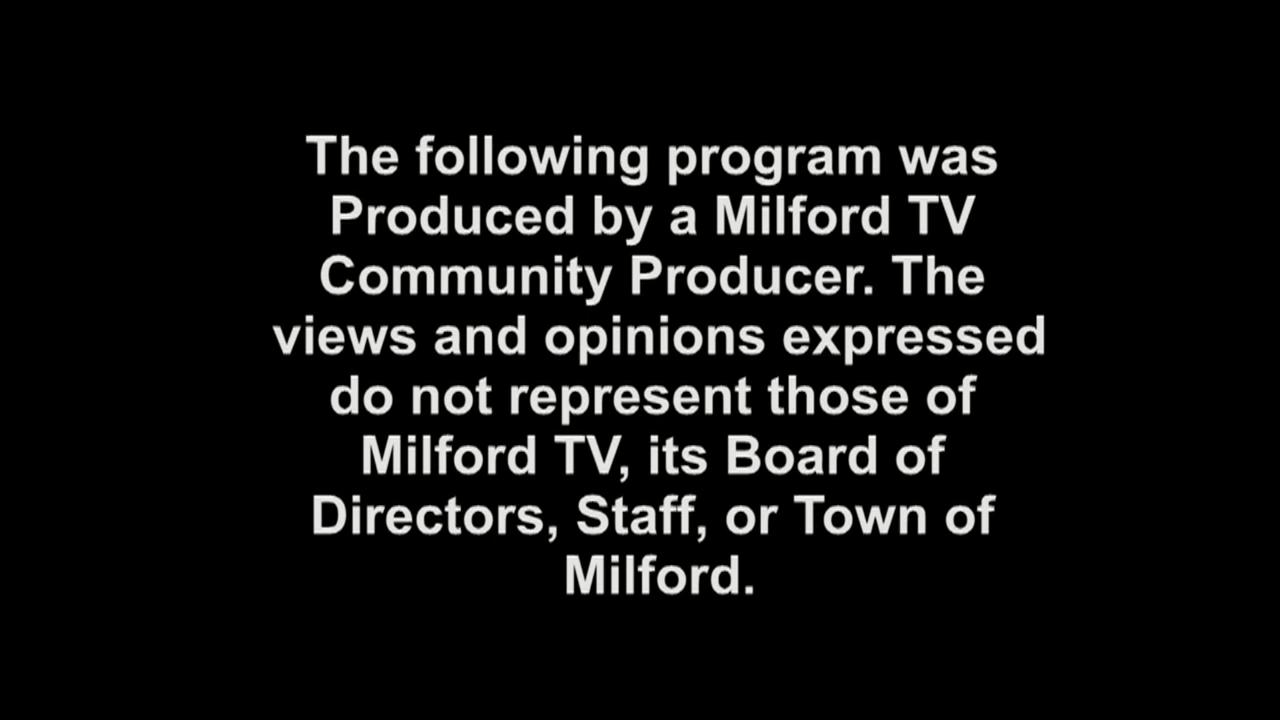 The following program was
Produced by a Milford TV
Community Producer. The
views and opinions expressed
do not represent those of
Milford TV, its Board of
Directors, Staff, or Town of
Milford.